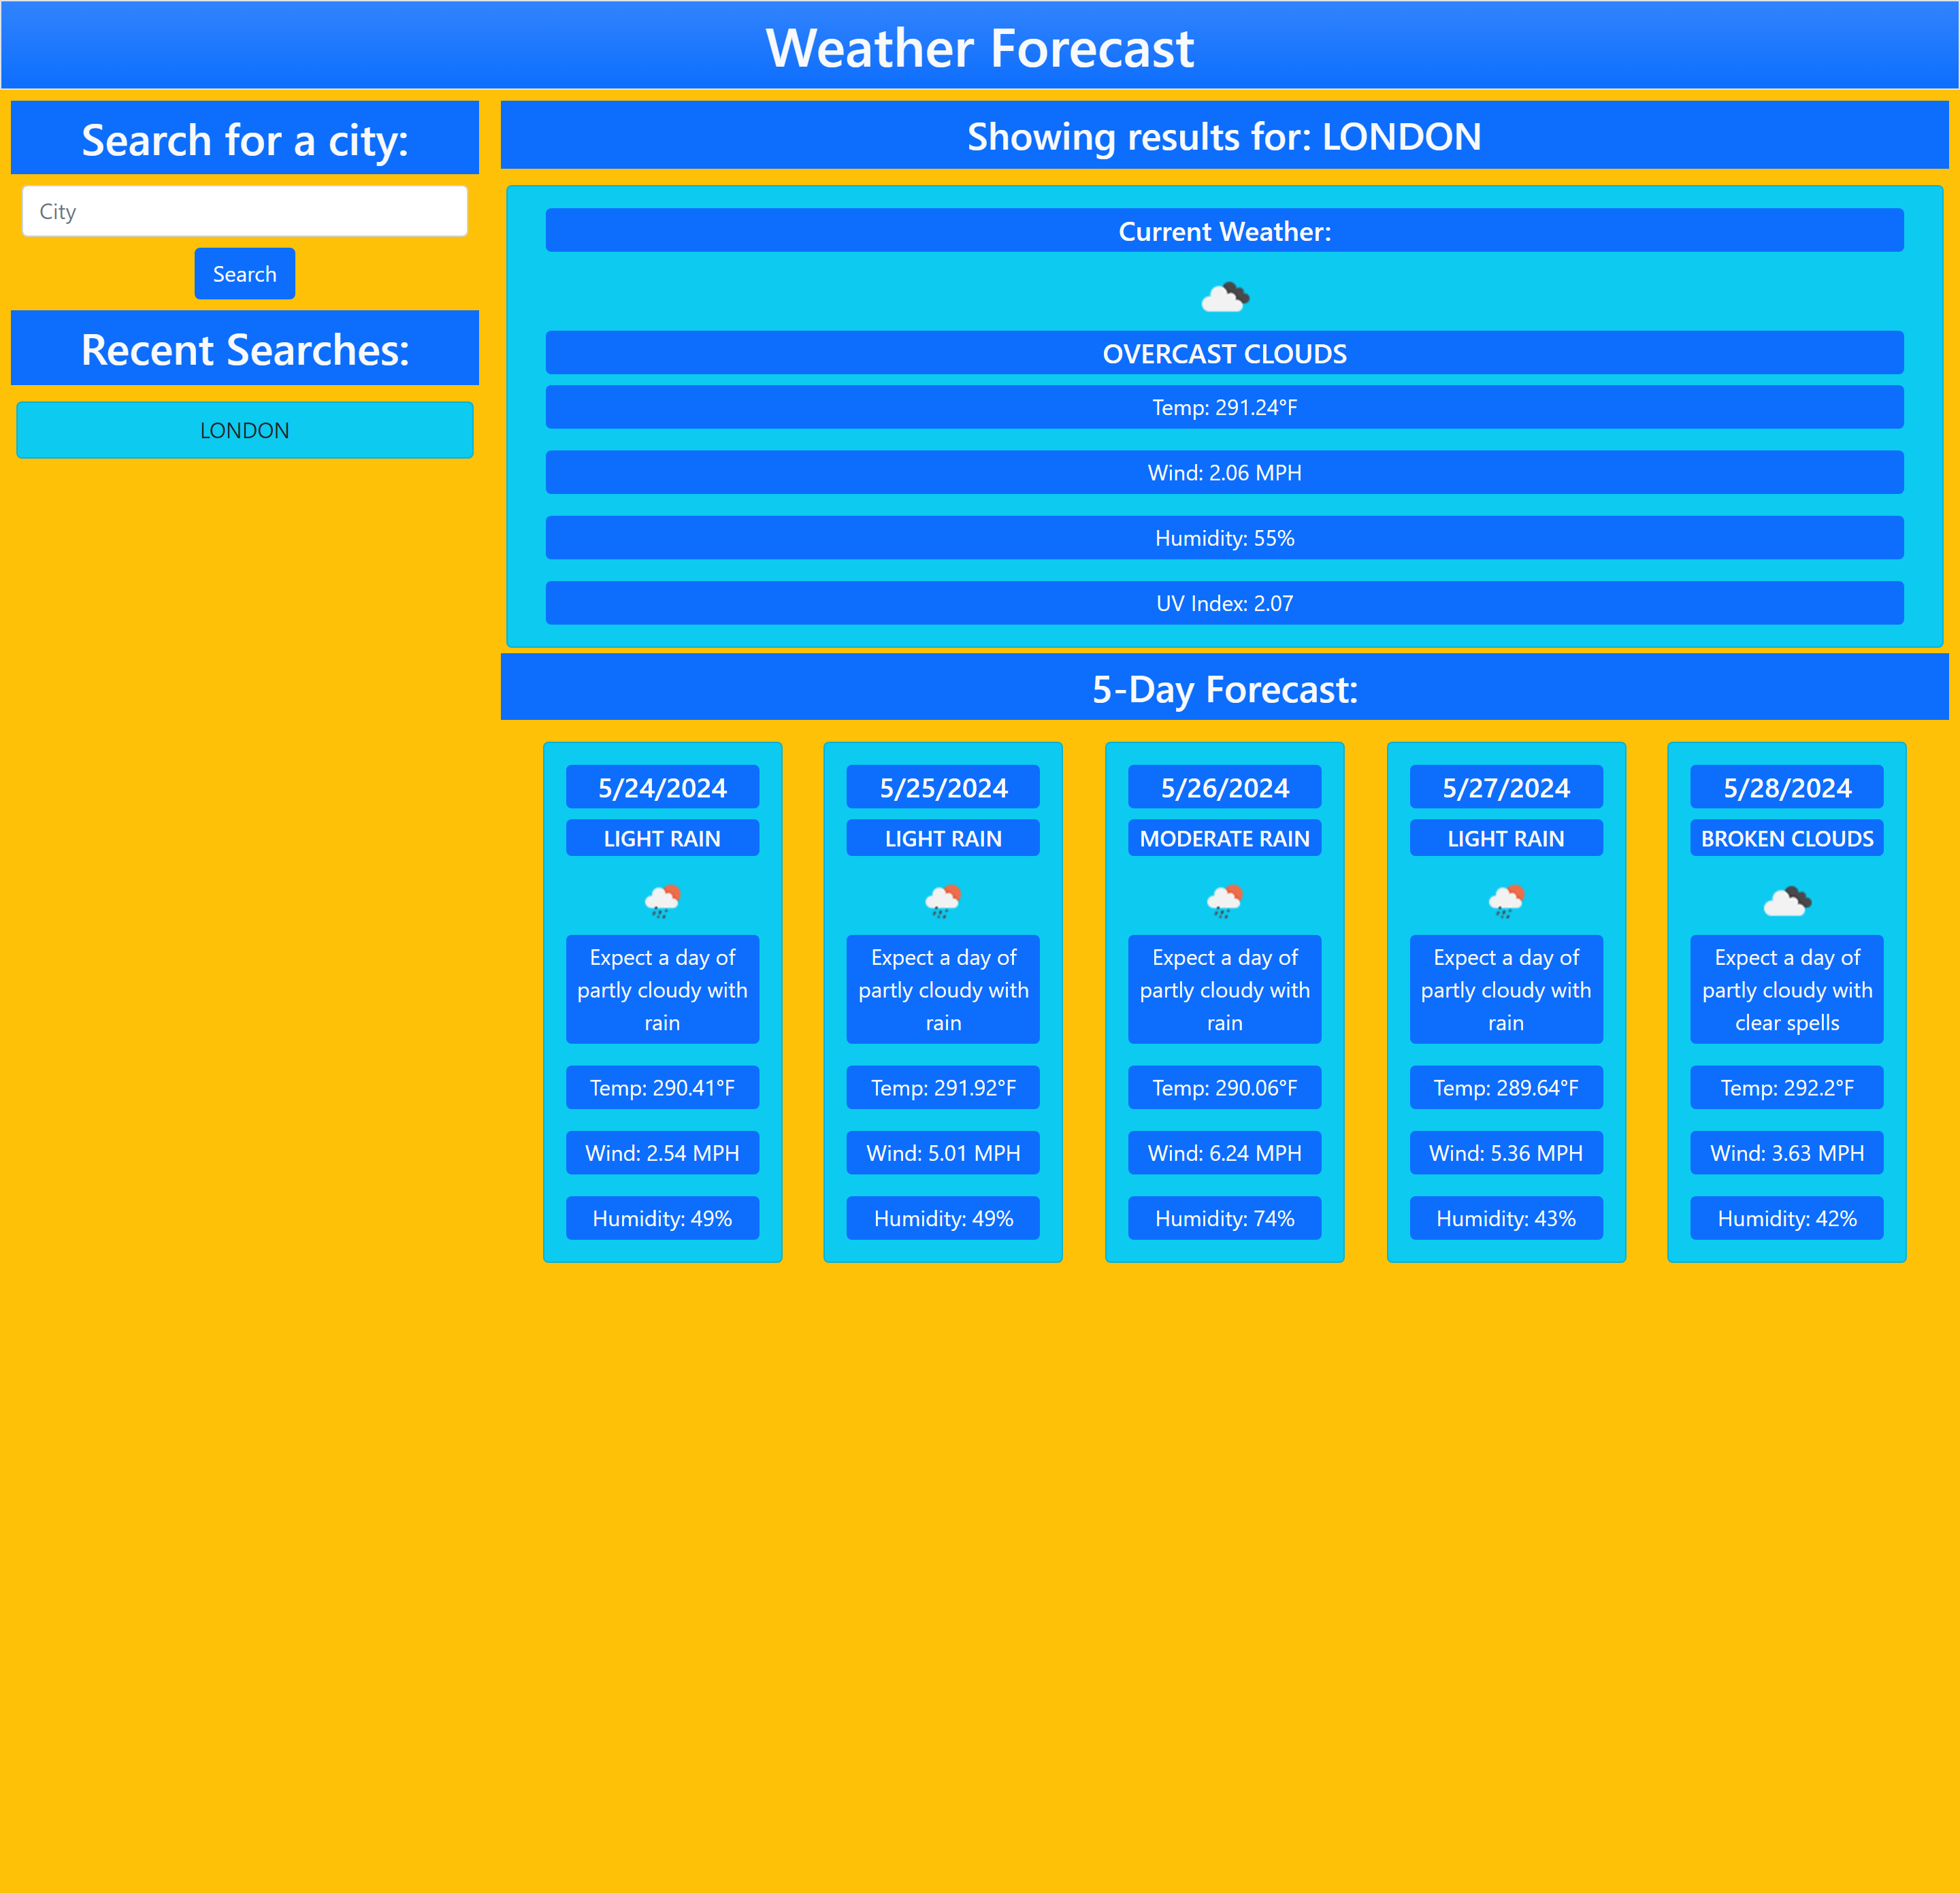 Weather Forecast
Search for a city:
City
Search
Recent Searches:
LONDON
Showing results for: LONDON
Current Weather:
OVERCAST CLOUDS
Temp: 291.24°F
Wind: 2.06 MPH
Humidity: 55%
UV Index: 2.07
5-Day Forecast:
5/24/2024
LIGHT RAIN
Expect a day of
partly cloudy with
rain
Temp: 290.41°F
Wind: 2.54 MPH
Humidity: 49%
5/25/2024
LIGHT RAIN
Expect a day of
partly cloudy with
rain
Temp: 291.92°F
Wind: 5.01 MPH
Humidity: 49%
5/26/2024
MODERATE RAIN
Expect a day of
partly cloudy with
rain
Temp: 290.06°F
Wind: 6.24 MPH
Humidity: 74%
5/27/2024
LIGHT RAIN
Expect a day of
partly cloudy with
rain
Temp: 289.64°F
Wind: 5.36 MPH
Humidity: 43%
5/28/2024
BROKEN CLOUDS
Expect a day of
partly cloudy with
clear spells
Temp: 292.2°F
Wind: 3.63 MPH
Humidity: 42%